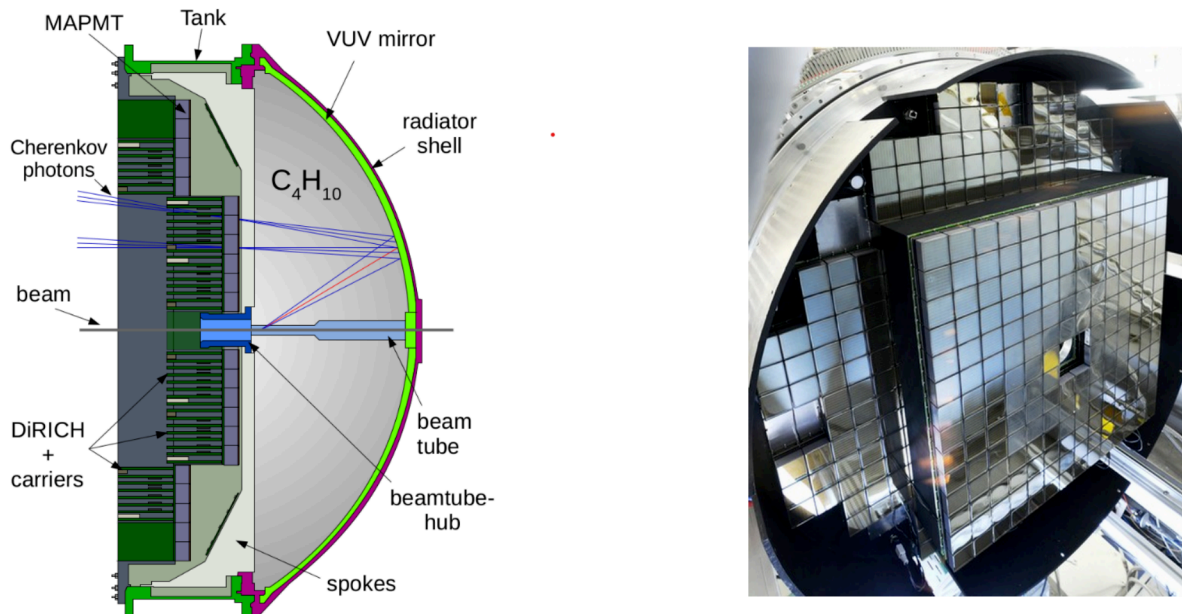 MAPMT
Tank
VUV mirror
radiator
shell
Cherenkov
photons
C₄H₁₀
beam
DiRICH
+
carriers
beam
tube
beamtube-
hub
spokes